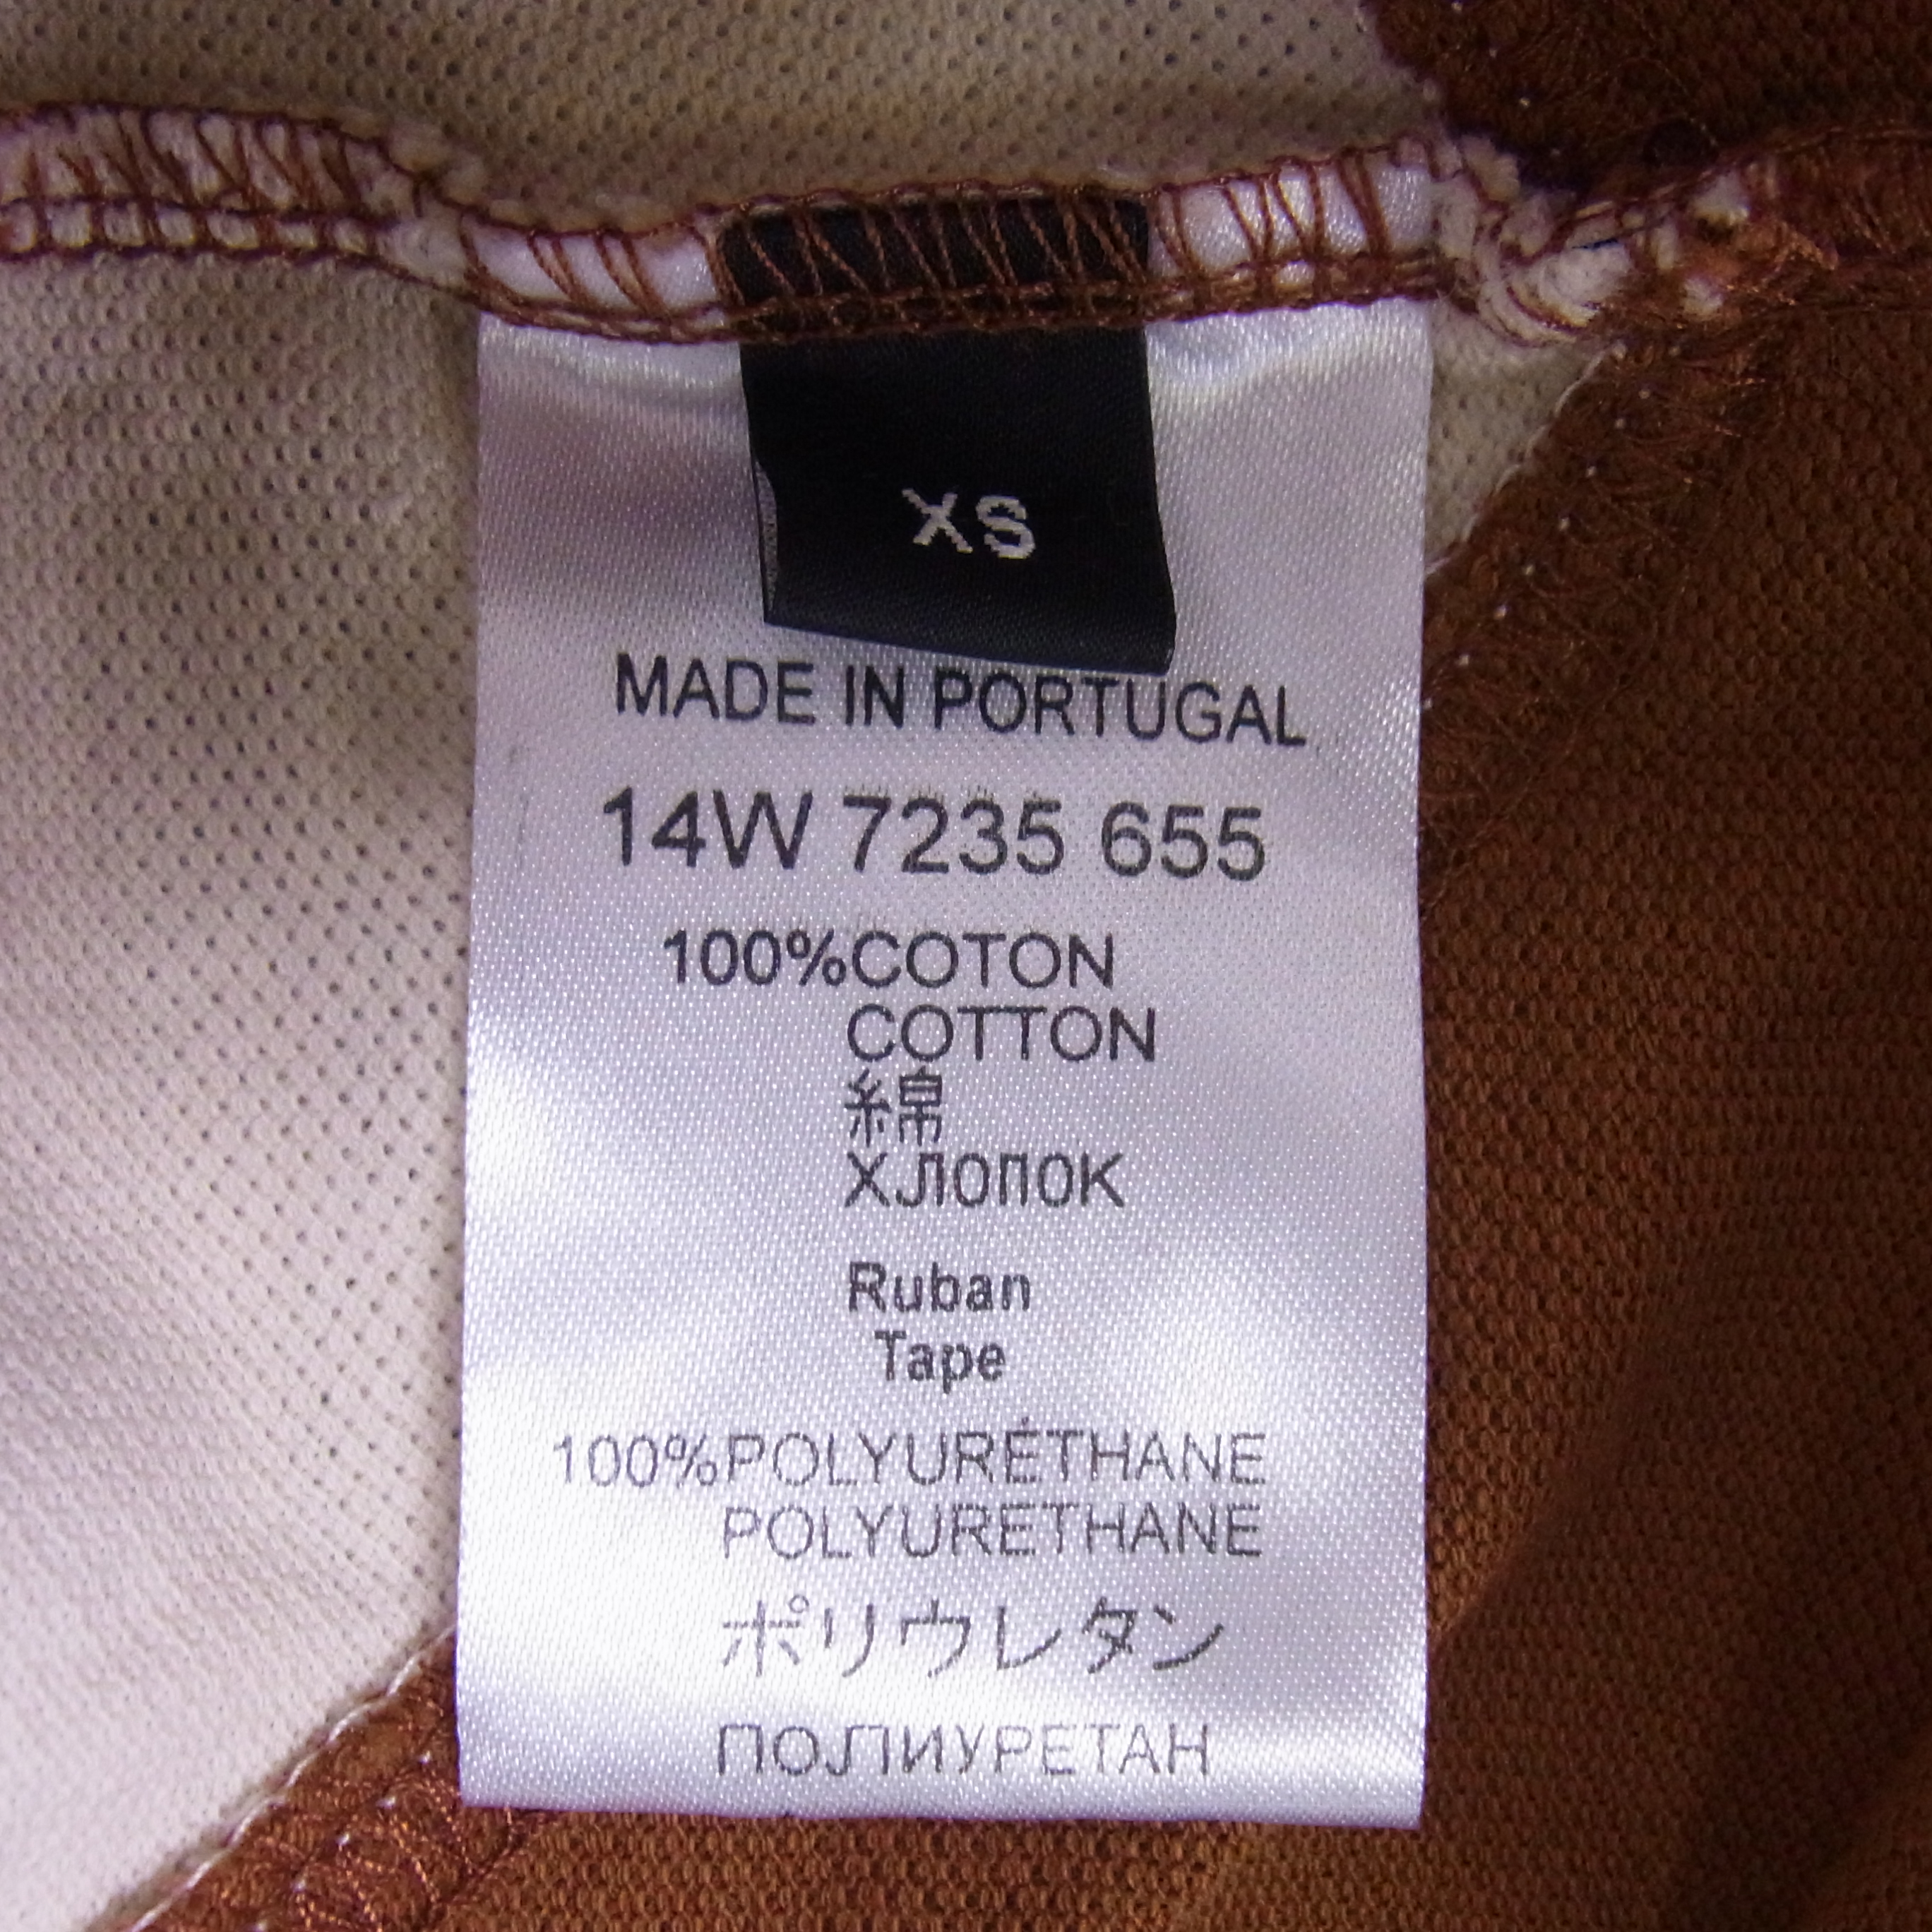 XS
MADE IN PORTUGAL
14W 7235 655
100%COTON
COTTON
綿
ХЛОПОК
Ruban
Tape
100%POLYURÉTHANE
POLYURETHANE
ポリウレタン
ПОЛИУРЕТАН